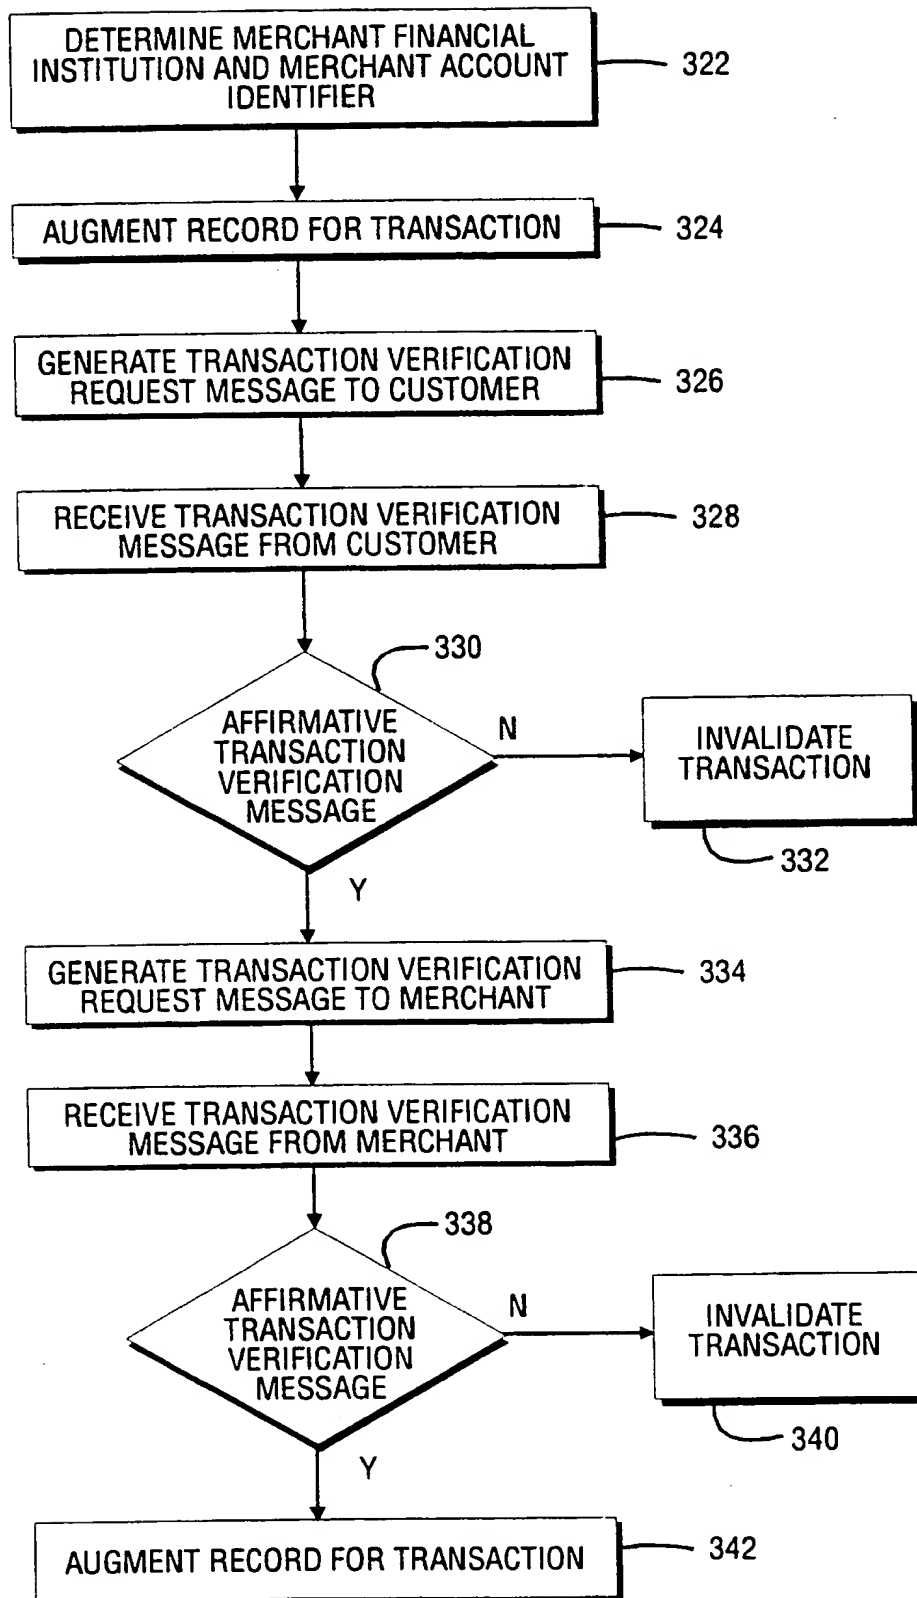 DETERMINE MERCHANT FINANCIAL
INSTITUTION AND MERCHANT ACCOUNT
IDENTIFIER
322
AUGMENT RECORD FOR TRANSACTION
324
GENERATE TRANSACTION VERIFICATION
REQUEST MESSAGE TO CUSTOMER
326
RECEIVE TRANSACTION VERIFICATION
MESSAGE FROM CUSTOMER
328
330
AFFIRMATIVE
TRANSACTION
VERIFICATION
MESSAGE
N
INVALIDATE
TRANSACTION
332
Y
GENERATE TRANSACTION VERIFICATION
REQUEST MESSAGE TO MERCHANT
334
RECEIVE TRANSACTION VERIFICATION
MESSAGE FROM MERCHANT
336
338
AFFIRMATIVE
TRANSACTION
VERIFICATION
MESSAGE
N
INVALIDATE
TRANSACTION
340
Y
AUGMENT RECORD FOR TRANSACTION
342